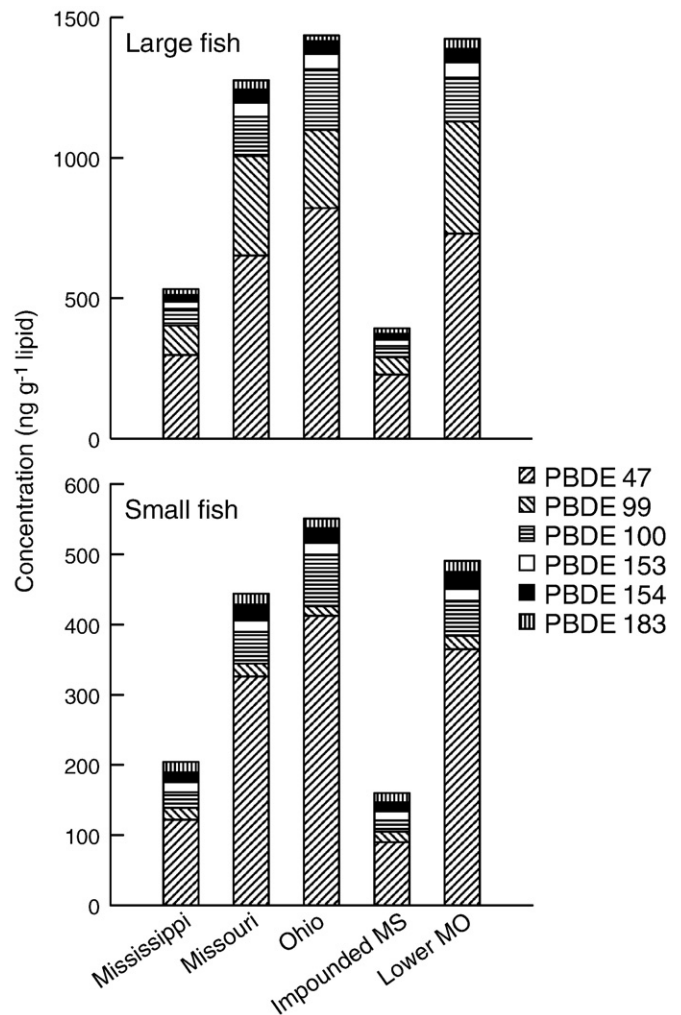 1500
Large fish
1000
500
0
Concentration (ng g⁻¹ lipid)
600
Small fish
500
400
300
200
100
0
PBDE 47
PBDE 99
PBDE 100
PBDE 153
PBDE 154
PBDE 183
Mississippi
Missouri
Ohio
Impounded MS
Lower MO